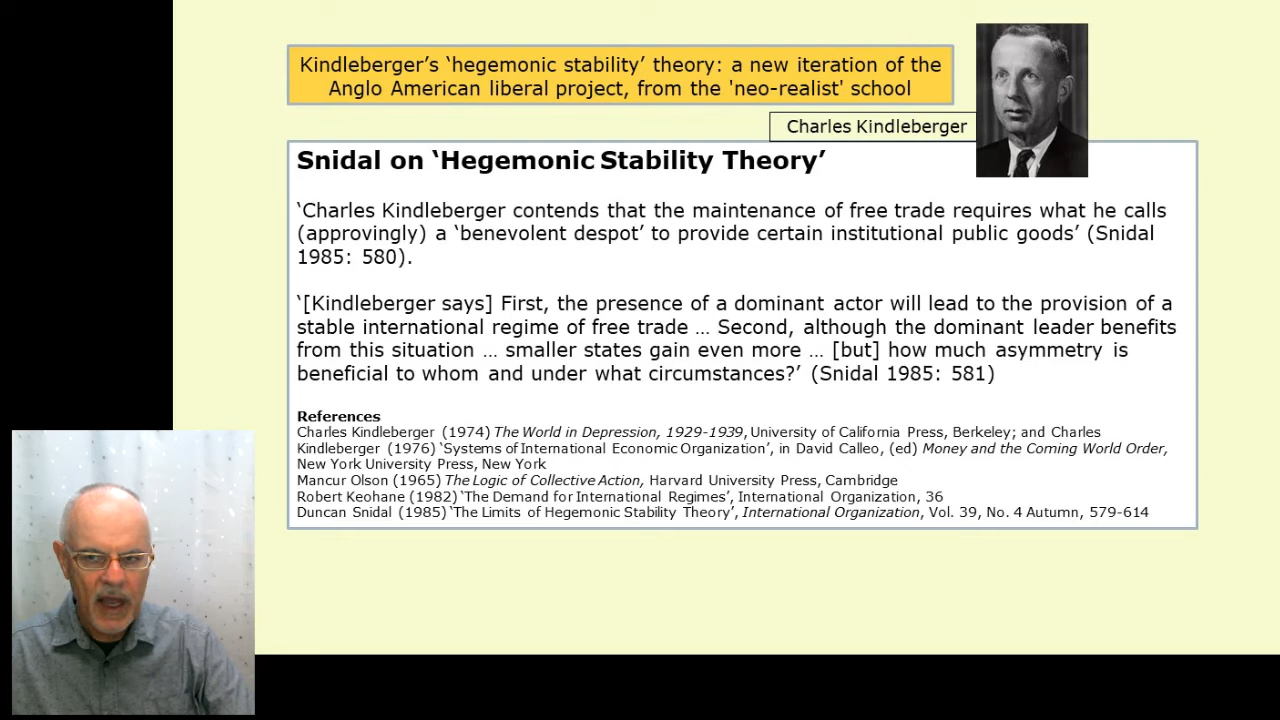 Kindleberger's ‘hegemonic stability’ theory: a new iteration of the
Anglo American liberal project, from the 'neo-realist' school
Charles Kindleberger
Snidal on ‘Hegemonic Stability Theory’
‘Charles Kindleberger contends that the maintenance of free trade requires what he calls
(approvingly) a ‘benevolent despot’ to provide certain institutional public goods’ (Snidal
1985: 580).
‘[Kindleberger says] First, the presence of a dominant actor will lead to the provision of a
stable international regime of free trade … Second, although the dominant leader benefits
from this situation … smaller states gain even more … [but] how much asymmetry is
beneficial to whom and under what circumstances?’ (Snidal 1985: 581)
References
Charles Kindleberger (1974) The World in Depression, 1929-1939, University of California Press, Berkeley; and Charles
Kindleberger (1976) ‘Systems of International Economic Organization’, in David Calleo, (ed) Money and the Coming World Order,
New York University Press, New York
Mancur Olson (1965) The Logic of Collective Action, Harvard University Press, Cambridge
Robert Keohane (1982) ‘The Demand for International Regimes’, International Organization, 36
Duncan Snidal (1985) ‘The Limits of Hegemonic Stability Theory’, International Organization, Vol. 39, No. 4 Autumn, 579-614